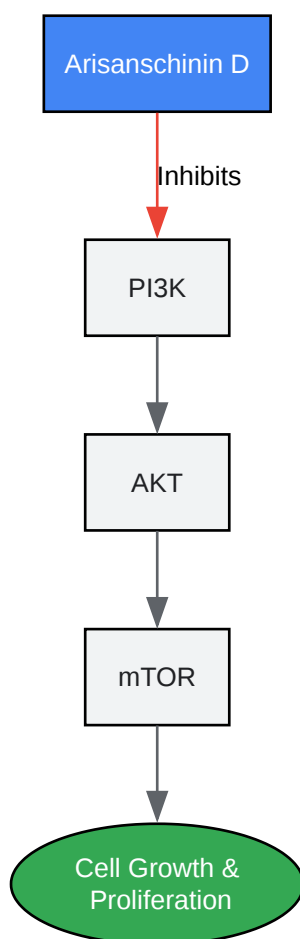 Arisanschinin D
Inhibits
PI3K
AKT
mTOR
Cell Growth &
Proliferation